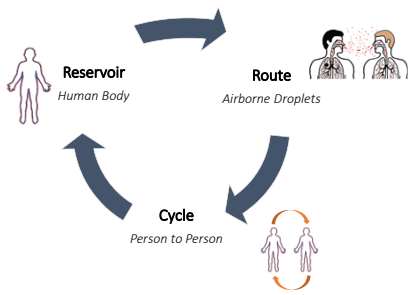 Reservoir
Human Body
Route
Airborne Droplets
Cycle
Person to Person